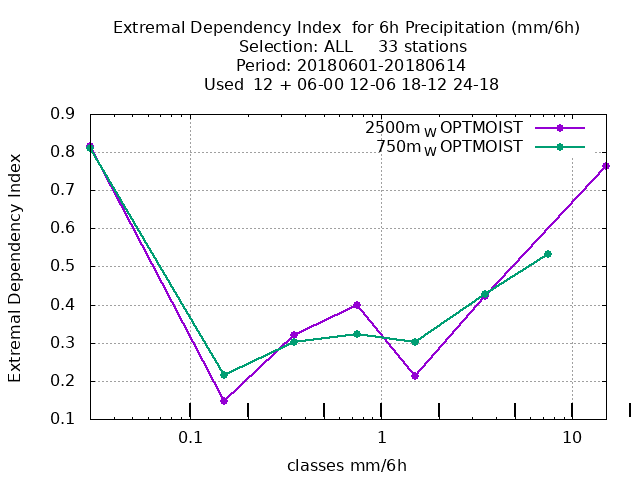 Extremal Dependency Index  for 6h Precipitation (mm/6h)
Selection: ALL     33 stations
Period: 20180601-20180614
Used  12 + 06-00 12-06 18-12 24-18
2500m W OPTMOIST
750m W OPTMOIST
0.9
0.8
0.7
0.6
0.5
0.4
0.3
0.2
0.1
Extremal Dependency Index
0.1 1 10
classes mm/6h